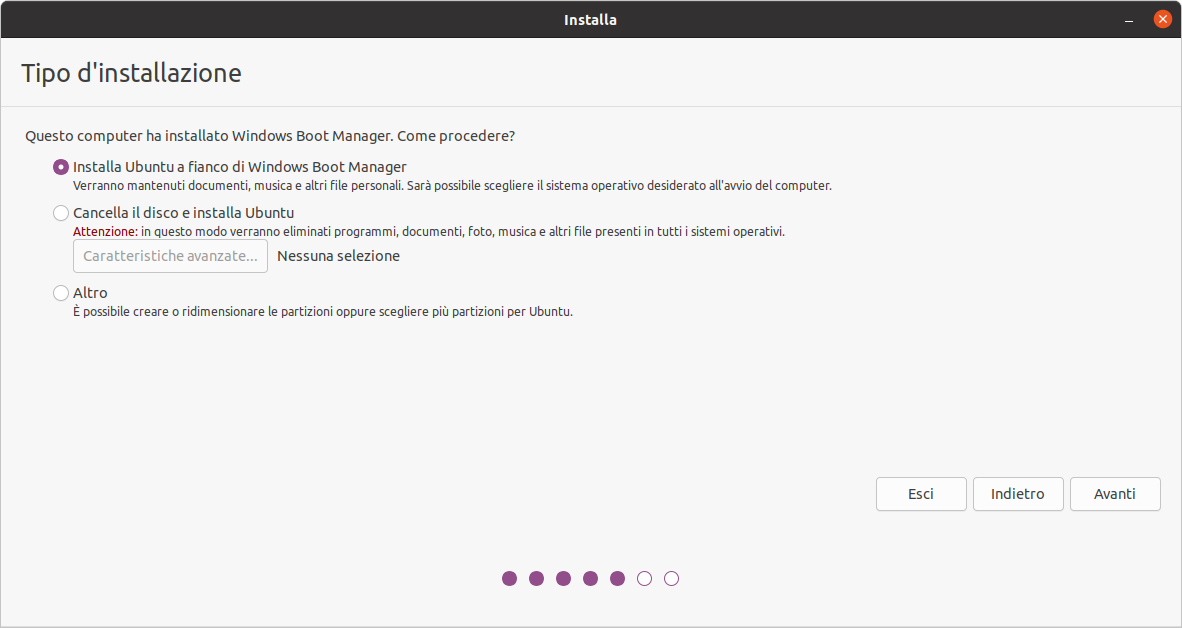 Installa
Tipo d'installazione
Questo computer ha installato Windows Boot Manager. Come procedere?
Installa Ubuntu a fianco di Windows Boot Manager
Verranno mantenuti documenti, musica e altri file personali. Sarà possibile scegliere il sistema operativo desiderato all'avvio del computer.
Cancella il disco e installa Ubuntu
Attenzione: in questo modo verranno eliminati programmi, documenti, foto, musica e altri file presenti in tutti i sistemi operativi.
Caratteristiche avanzate... Nessuna selezione
Altro
È possibile creare o ridimensionare le partizioni oppure scegliere più partizioni per Ubuntu.
Esci Indietro Avanti